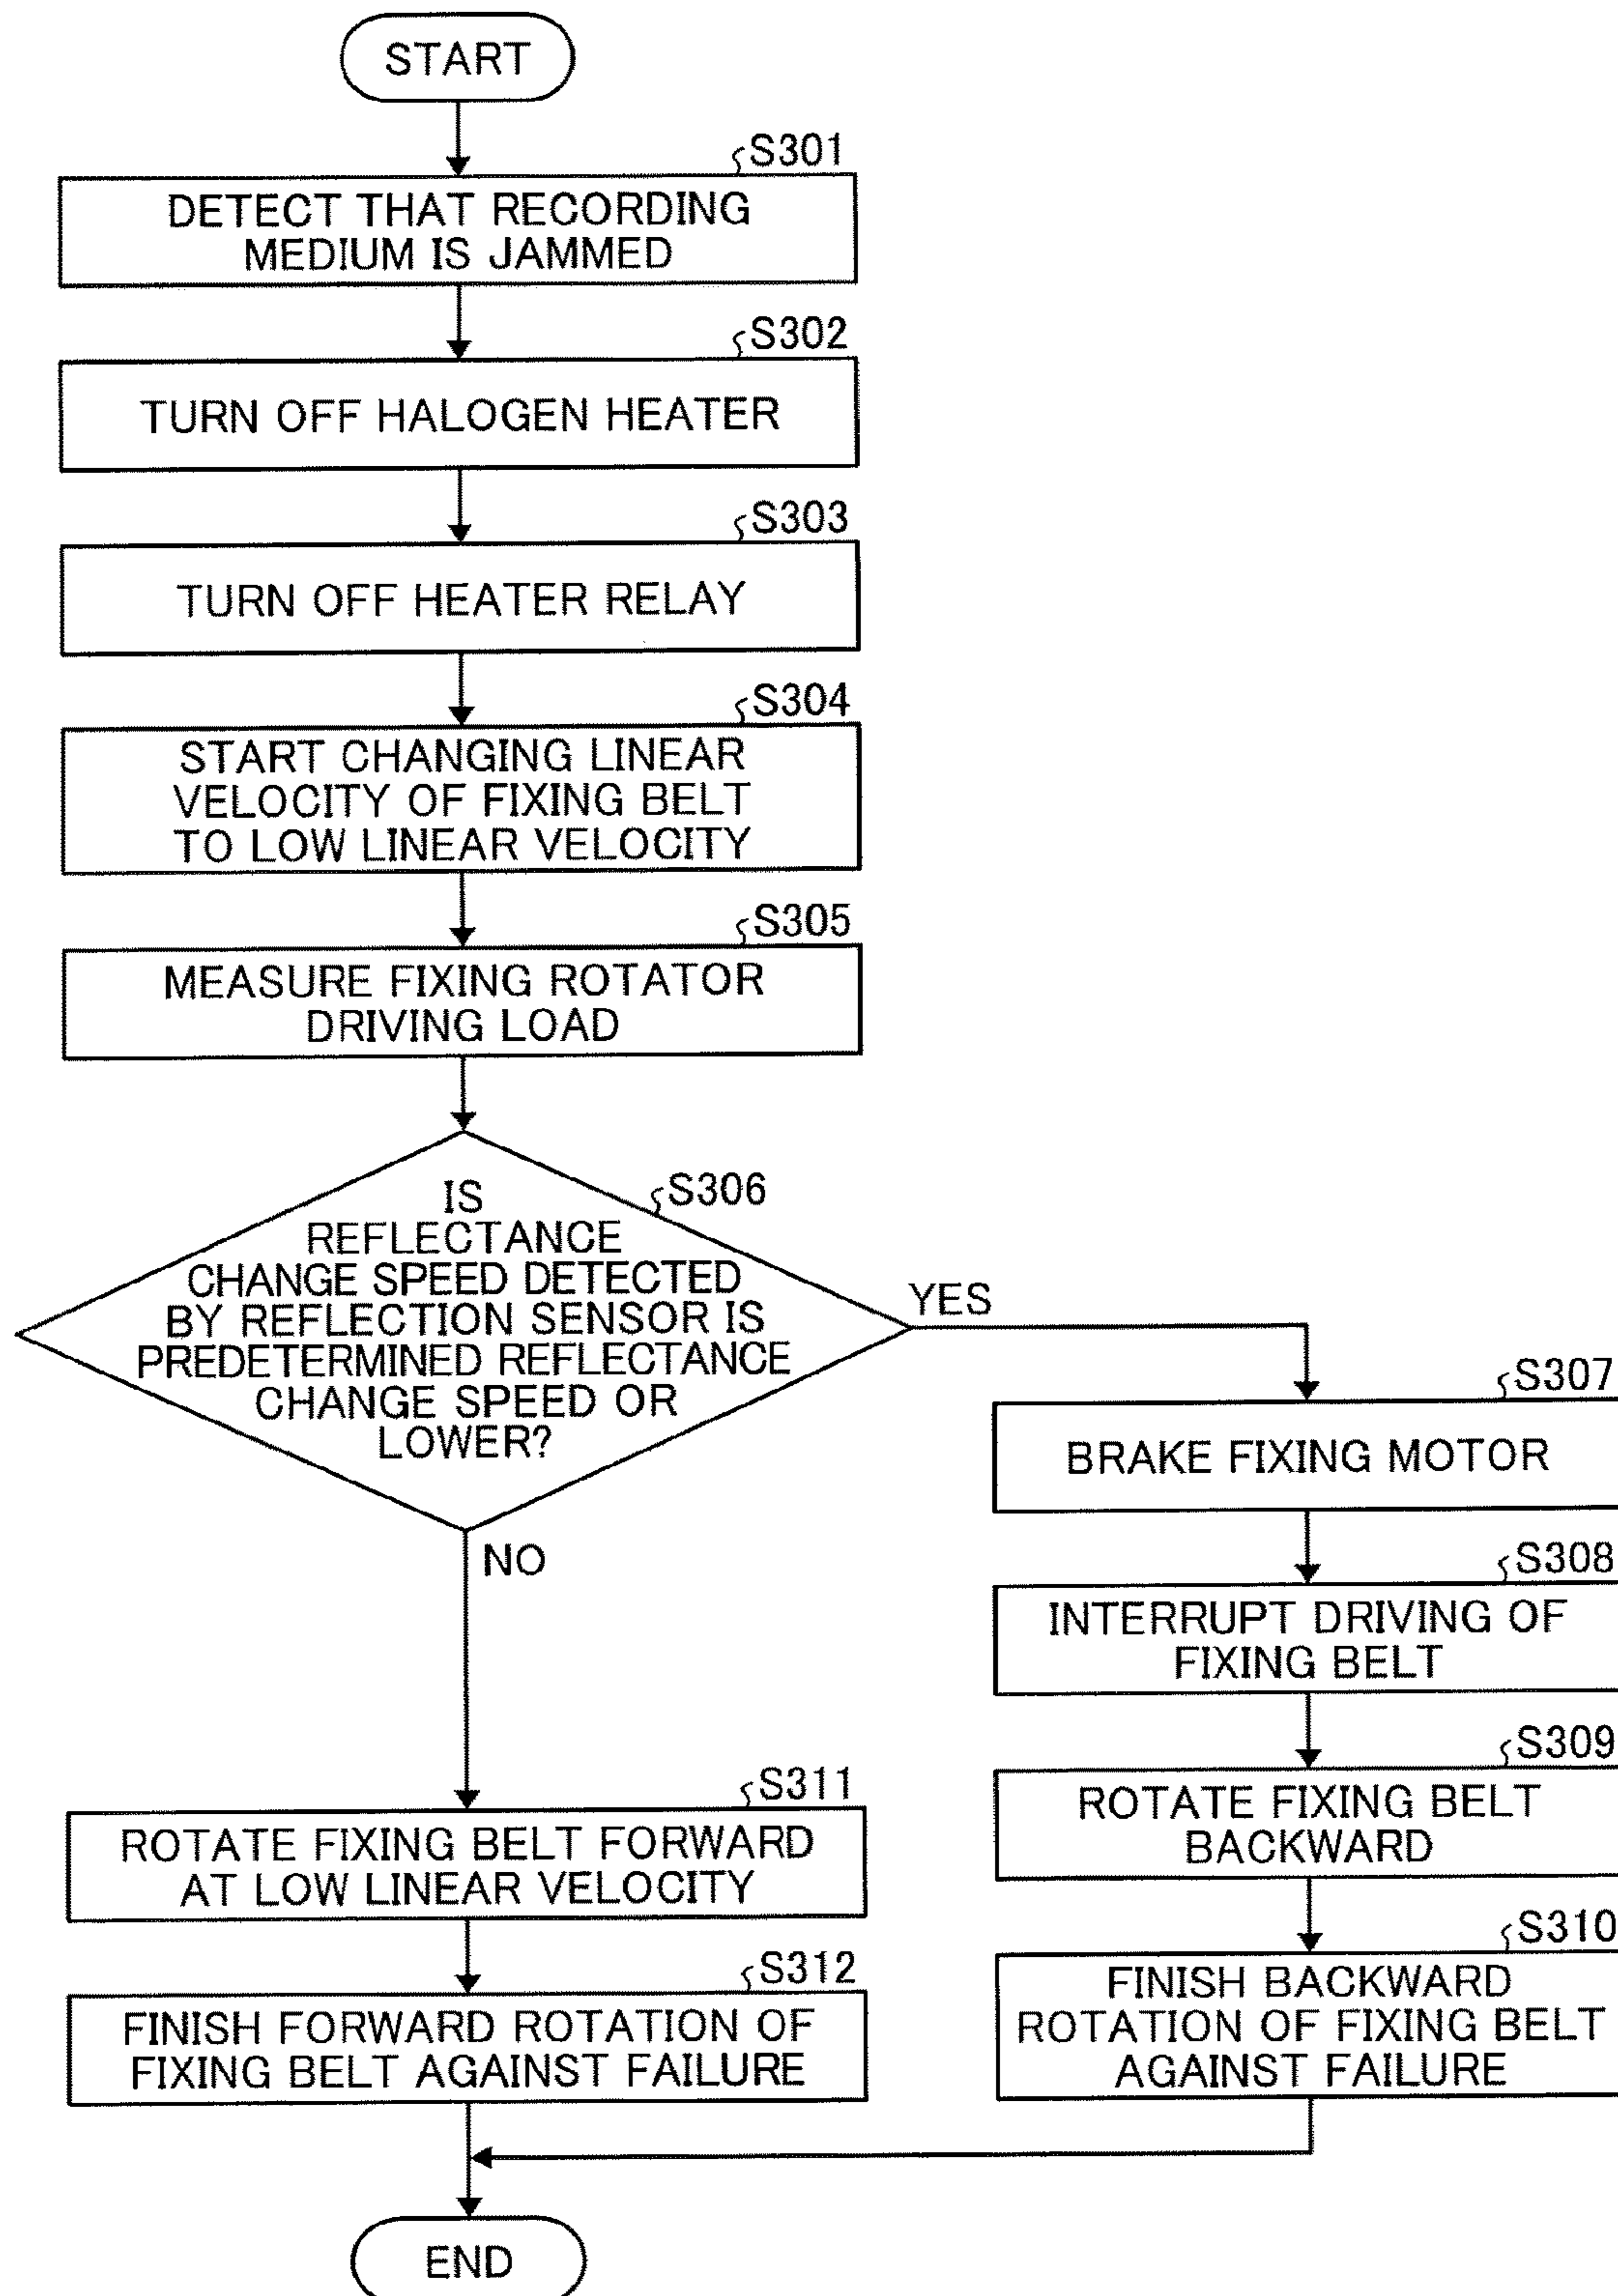 START
S301
DETECT THAT RECORDING
MEDIUM IS JAMMED
S302
TURN OFF HALOGEN HEATER
S303
TURN OFF HEATER RELAY
S304
START CHANGING LINEAR
VELOCITY OF FIXING BELT
TO LOW LINEAR VELOCITY
S305
MEASURE FIXING ROTATOR
DRIVING LOAD
S306
IS
REFLECTANCE
CHANGE SPEED DETECTED
BY REFLECTION SENSOR IS
PREDETERMINED REFLECTANCE
CHANGE SPEED OR
LOWER?
YES
S307
BRAKE FIXING MOTOR
S308
INTERRUPT DRIVING OF
FIXING BELT
S309
ROTATE FIXING BELT
BACKWARD
S310
FINISH BACKWARD
ROTATION OF FIXING BELT
AGAINST FAILURE
NO
S311
ROTATE FIXING BELT FORWARD
AT LOW LINEAR VELOCITY
S312
FINISH FORWARD ROTATION OF
FIXING BELT AGAINST FAILURE
END